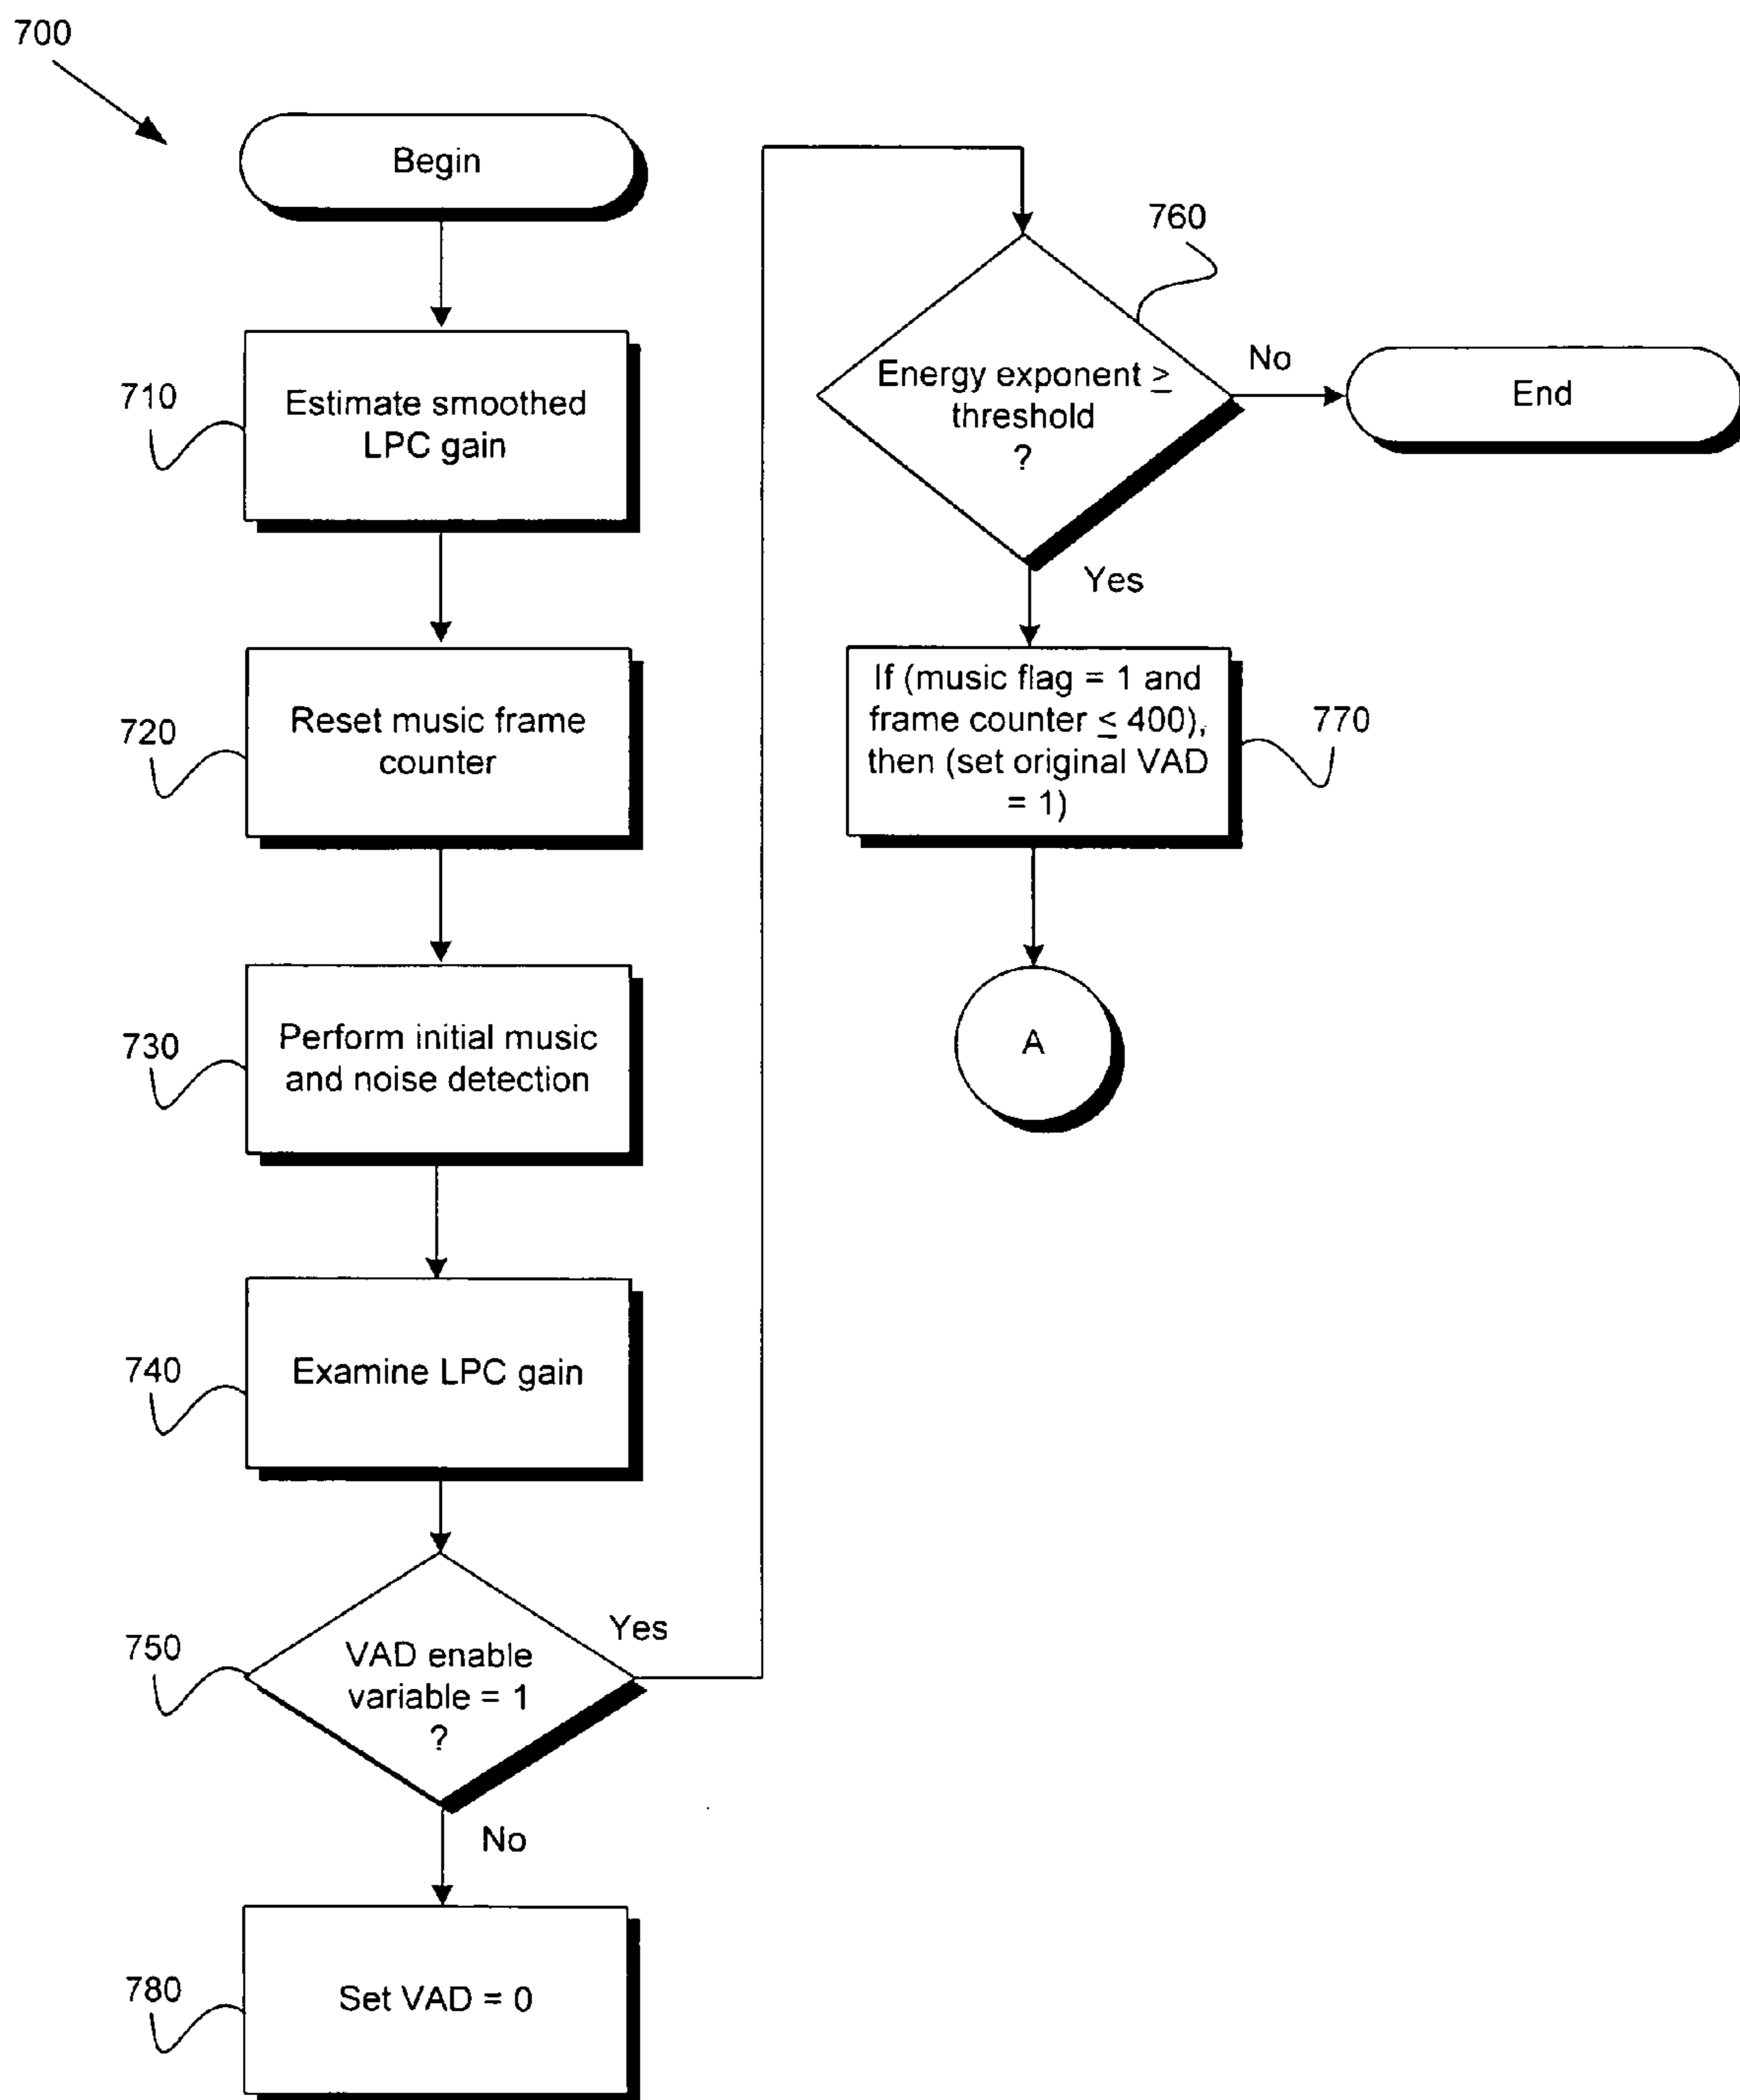 700
Begin
710
Estimate smoothed
LPC gain
720
Reset music frame
counter
730
Perform initial music
and noise detection
740
Examine LPC gain
750
VAD enable
variable = 1
?
Yes
No
780
Set VAD = 0
760
Energy exponent ≥
threshold
?
No
End
Yes
If (music flag = 1 and
frame counter ≤ 400),
then (set original VAD
= 1)
770
A